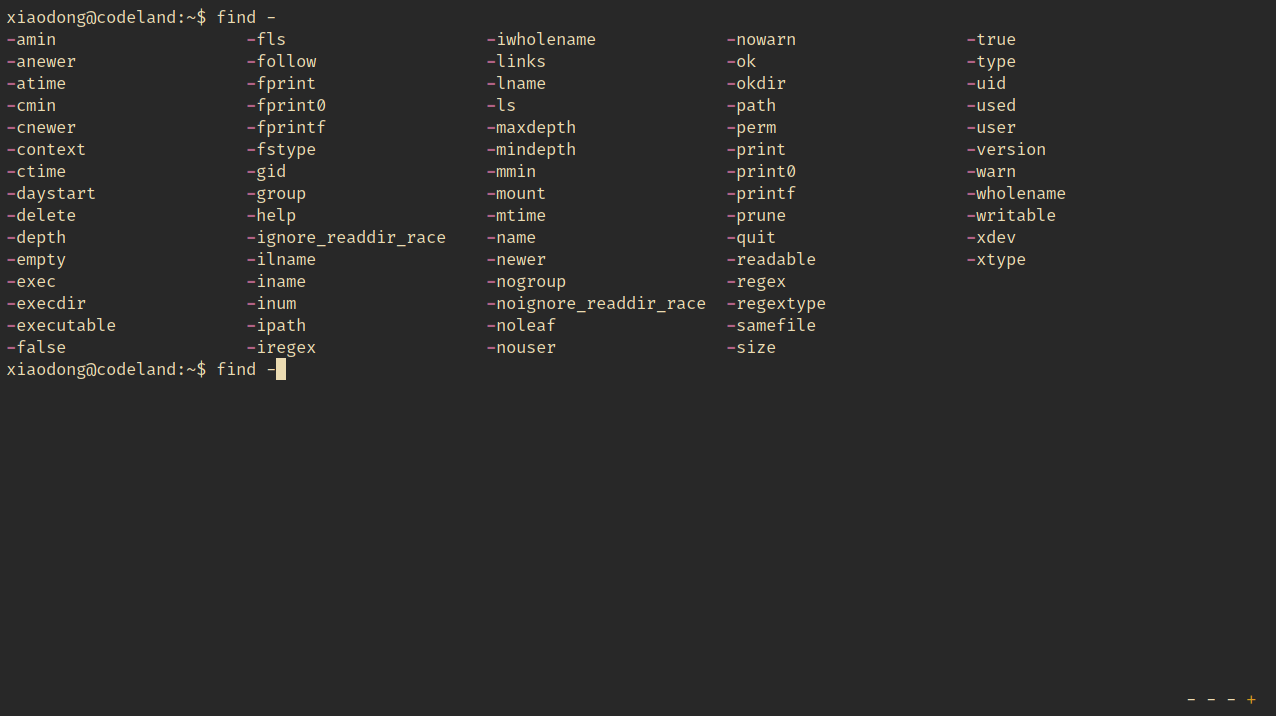 xiaodong@codeland:~$ find -
-amin -fls -iwholename -nowarn -true
-anewer -follow -links -ok -type
-atime -fprint -lname -okdir -uid
-cmin -fprint0 -ls -path -used
-cnewer -fprintf -maxdepth -perm -user
-context -fstype -mindepth -print -version
-ctime -gid -mmin -print0 -warn
-daystart -group -mount -printf -wholename
-delete -help -mtime -prune -writable
-depth -ignore_readdir_race -name -quit -xdev
-empty -ilname -newer -readable -xtype
-exec -iname -nogroup -regex
-execdir -inum -noignore_readdir_race -regextype
-executable -ipath -noleaf -samefile
-false -iregex -nouser -size
xiaodong@codeland:~$ find -
- - - +